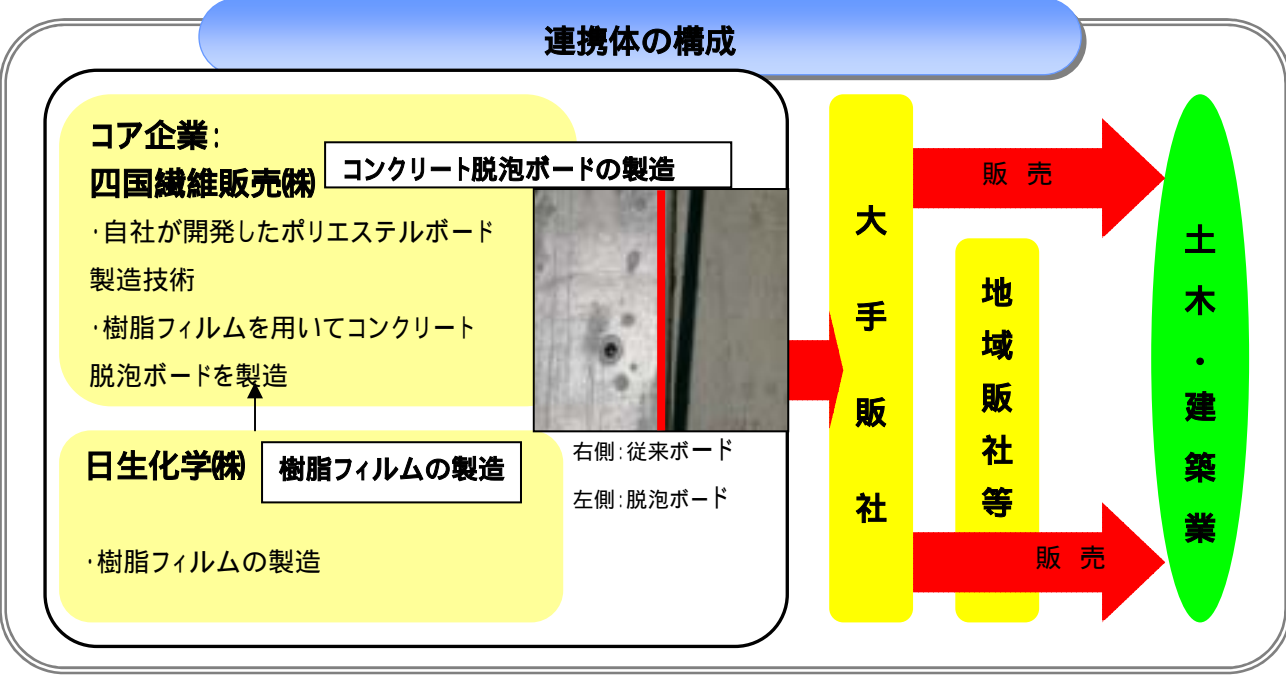 連携体の構成
コア企業:
四国繊維販売㈱
コンクリート脱泡ボードの製造
・自社が開発したポリエステルボード
製造技術
・樹脂フィルムを用いてコンクリート
脱泡ボードを製造
日生化学㈱
樹脂フィルムの製造
・樹脂フィルムの製造
右側:従来ボード
左側:脱泡ボード
大手販社
販 売
地域販社等
販 売
土木・建築業